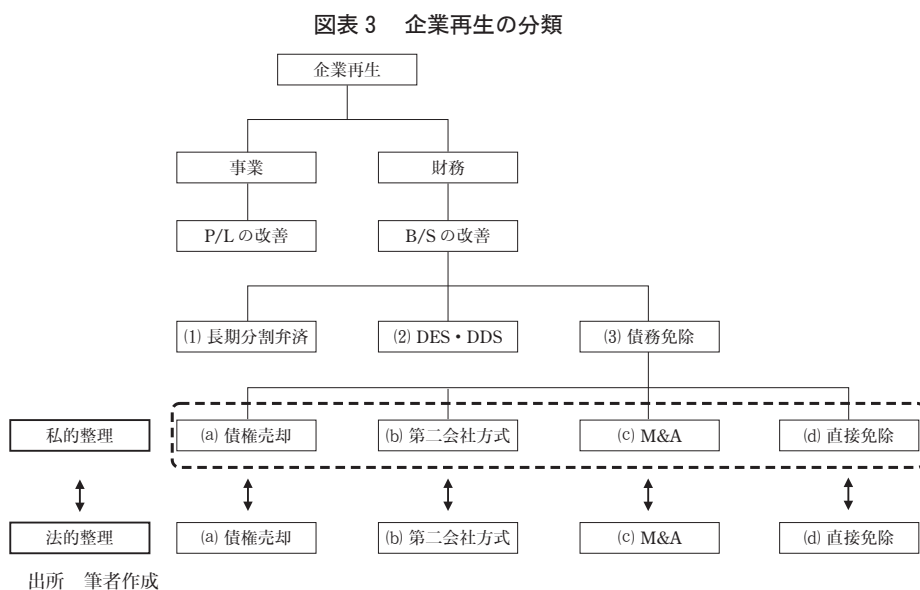 図表3 企業再生の分類
企業再生
事業
財務
P/Lの改善
B/Sの改善
(1) 長期分割弁済
(2) DES・DDS
(3) 債務免除
私的整理
(a) 債権売却
(b) 第二会社方式
(c) M&A
(d) 直接免除
法的整理
(a) 債権売却
(b) 第二会社方式
(c) M&A
(d) 直接免除
出所 筆者作成